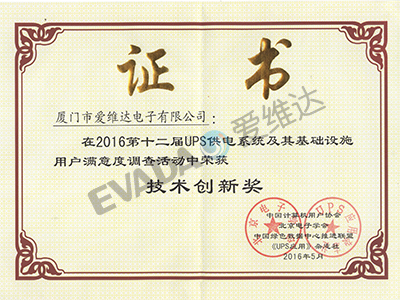 证 书
厦门市爱维达电子有限公司：
在2016第十二届UPS供电系统及其基础设施
用户满意度调查活动中荣获
技术创新奖
中国计算机用户协会
北京电子学会
中国绿色数据中心推进联盟
《UPS应用》杂志社
2016年5月
EVADA 爱维达